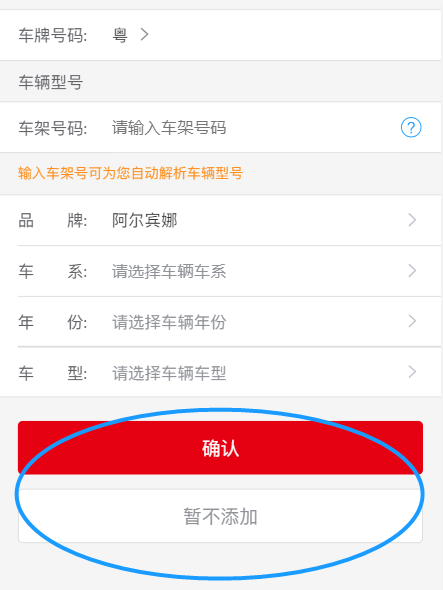 车牌号码: 粤
车辆型号
车架号码: 请输入车架号码 ?
输入车架号可为您自动解析车辆型号
品 牌: 阿尔宾娜
车 系: 请选择车辆车系
年 份: 请选择车辆年份
车 型: 请选择车辆车型
确认
暂不添加